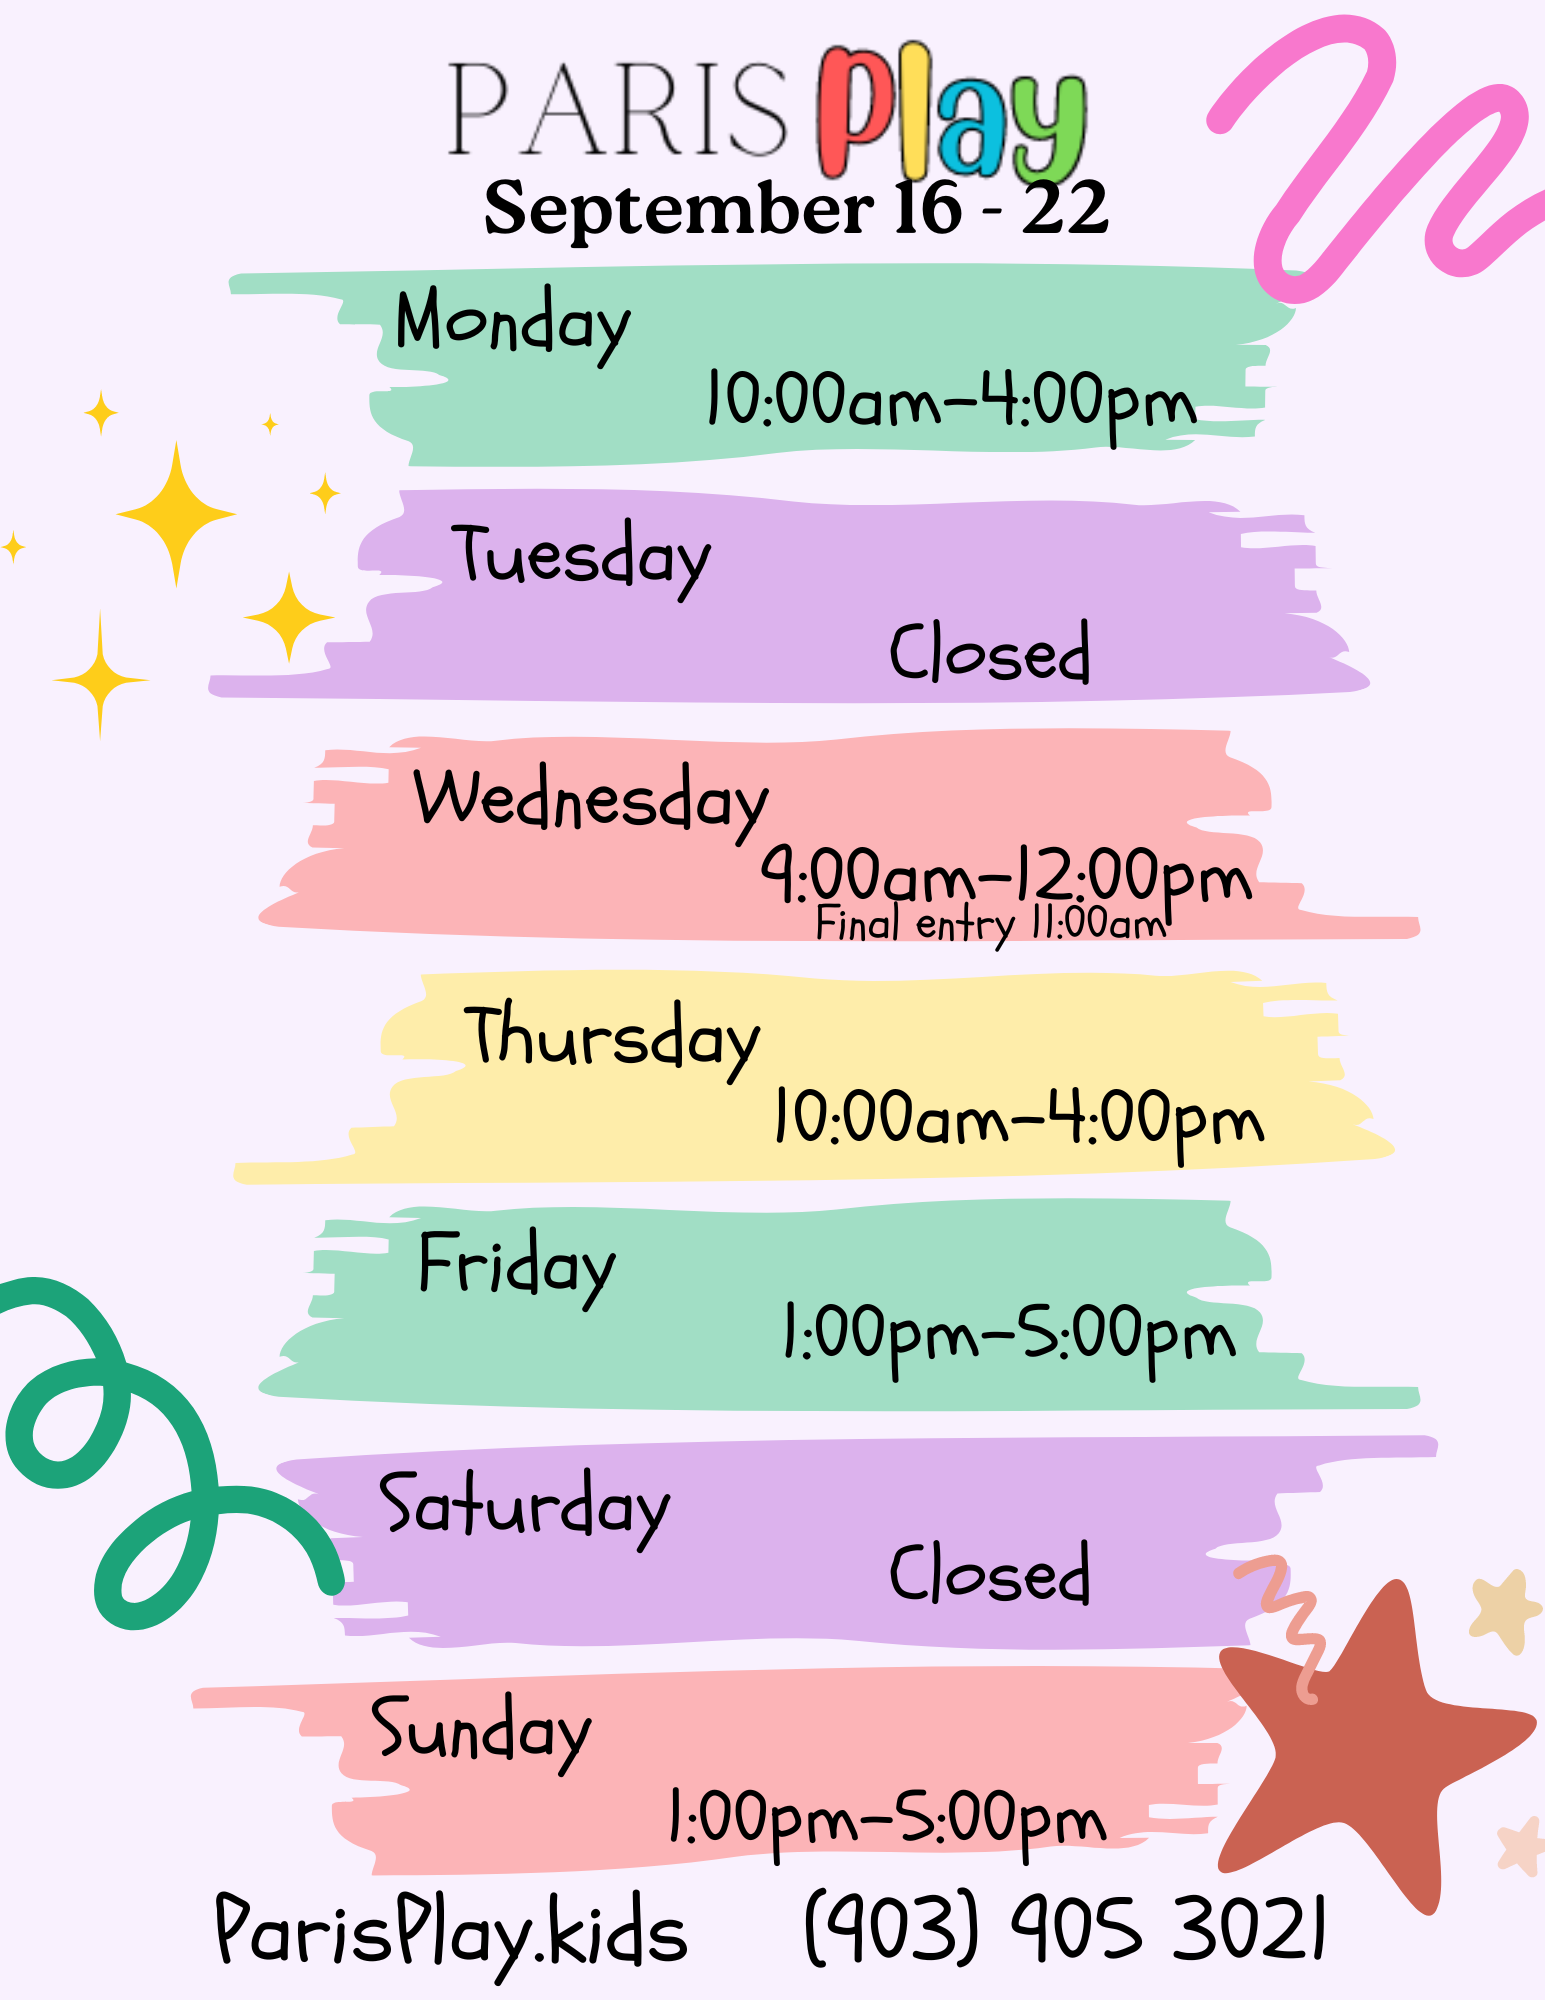 PARIS Play
September 16 - 22
Monday
10:00am-4:00pm
Tuesday
Closed
Wednesday
9:00am-12:00pm
Final entry 11:00am
Thursday
10:00am-4:00pm
Friday
1:00pm-5:00pm
Saturday
Closed
Sunday
1:00pm-5:00pm
ParisPlay.kids (903) 905 3021